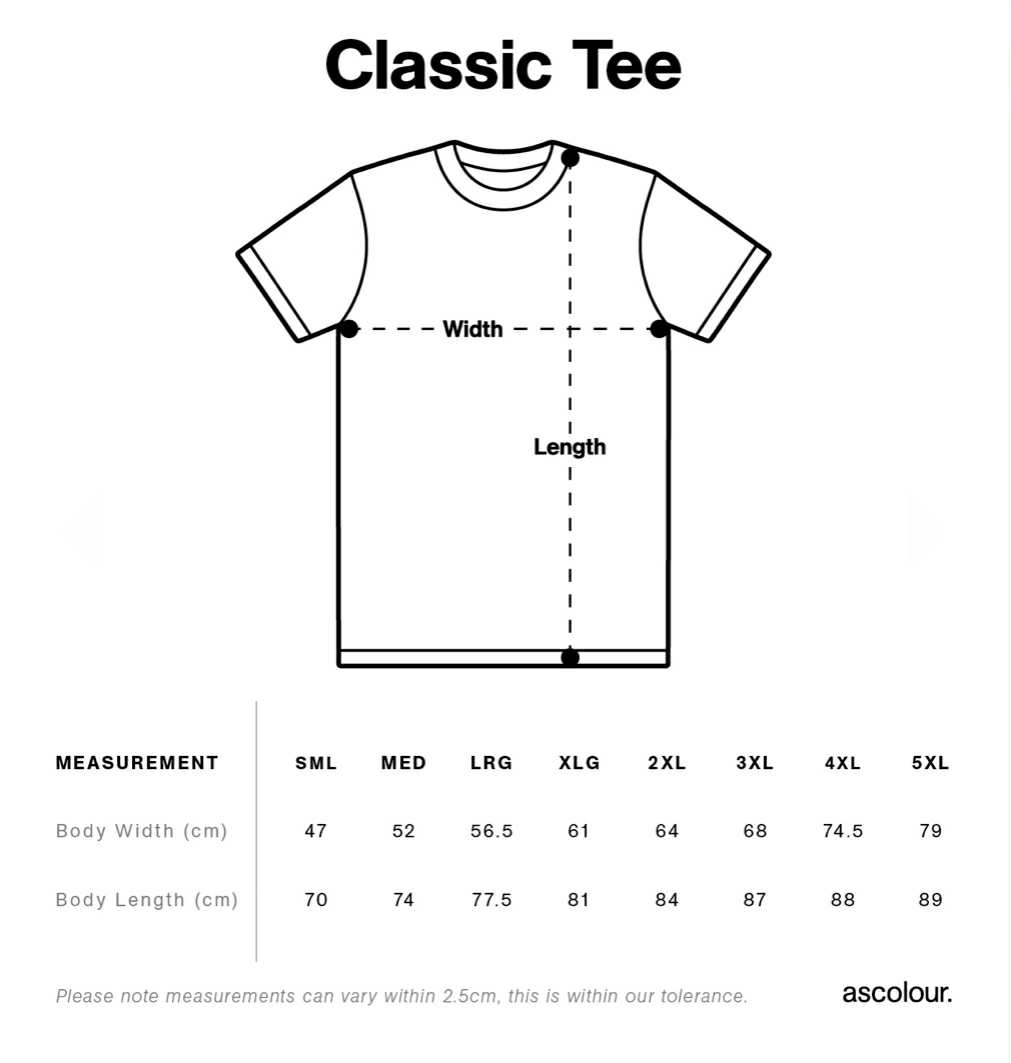 Classic Tee
Width
Length
MEASUREMENT SML MED LRG XLG 2XL 3XL 4XL 5XL
Body Width (cm) 47 52 56.5 61 64 68 74.5 79
Body Length (cm) 70 74 77.5 81 84 87 88 89
Please note measurements can vary within 2.5cm, this is within our tolerance.
ascolour.